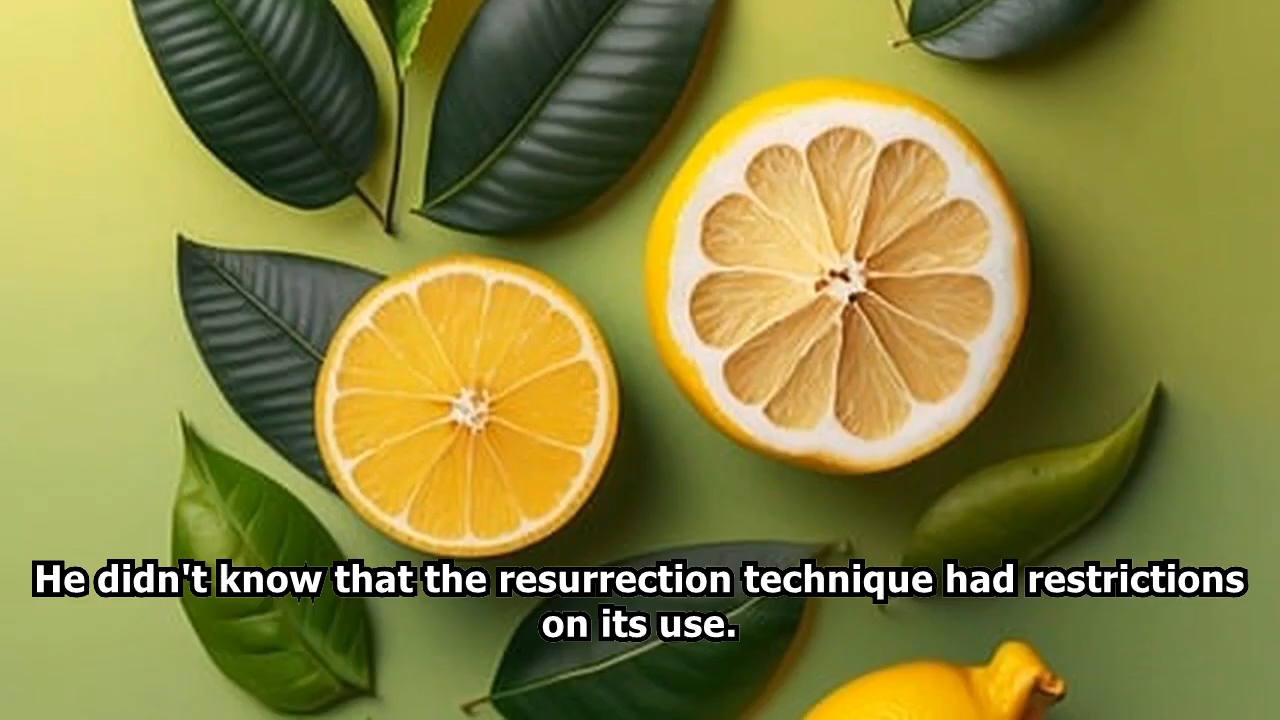 He didn't know that the resurrection technique had restrictions
on its use.